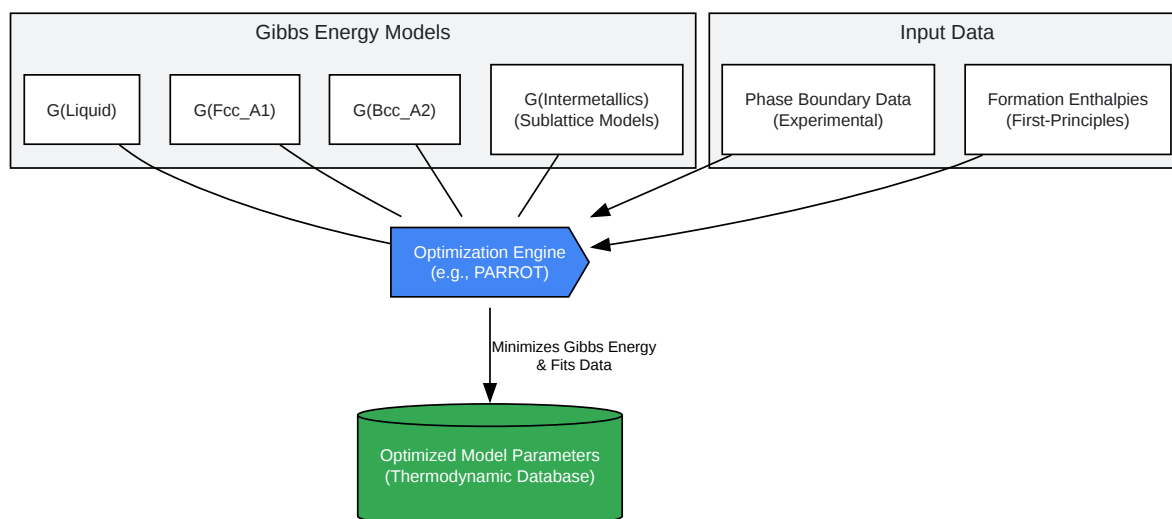 Gibbs Energy Models
Input Data
G(Liquid)
G(Fcc_A1)
G(Bcc_A2)
G(Intermetallics)
(Sublattice Models)
Phase Boundary Data
(Experimental)
Formation Enthalpies
(First-Principles)
Optimization Engine
(e.g., PARROT)
Minimizes Gibbs Energy
& Fits Data
Optimized Model Parameters
(Thermodynamic Database)